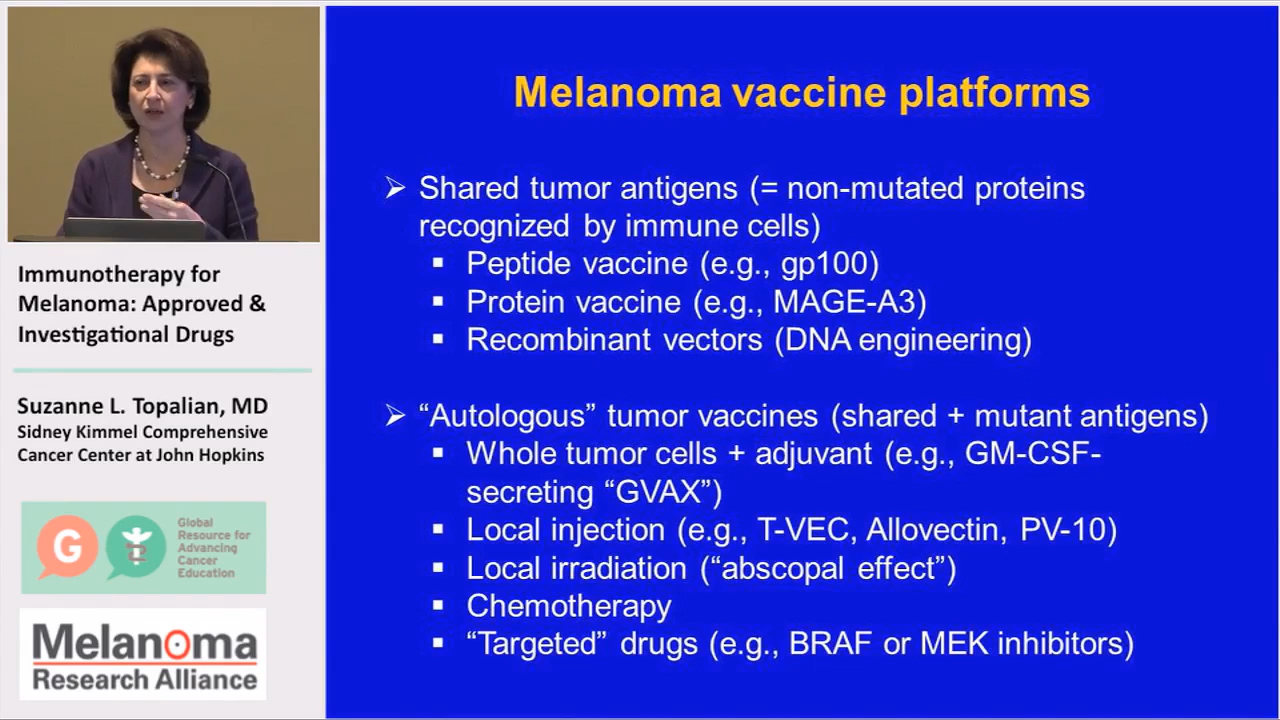 Immunotherapy for
Melanoma: Approved &
Investigational Drugs
Suzanne L. Topalian, MD
Sidney Kimmel Comprehensive
Cancer Center at John Hopkins
G
Global
Resource for
Advancing
Cancer
Education
Melanoma
Research Alliance
Melanoma vaccine platforms
➢ Shared tumor antigens (= non-mutated proteins
recognized by immune cells)
▪ Peptide vaccine (e.g., gp100)
▪ Protein vaccine (e.g., MAGE-A3)
▪ Recombinant vectors (DNA engineering)
➢ “Autologous” tumor vaccines (shared + mutant antigens)
▪ Whole tumor cells + adjuvant (e.g., GM-CSF-
secreting “GVAX”)
▪ Local injection (e.g., T-VEC, Allovectin, PV-10)
▪ Local irradiation (“abscopal effect”)
▪ Chemotherapy
▪ “Targeted” drugs (e.g., BRAF or MEK inhibitors)